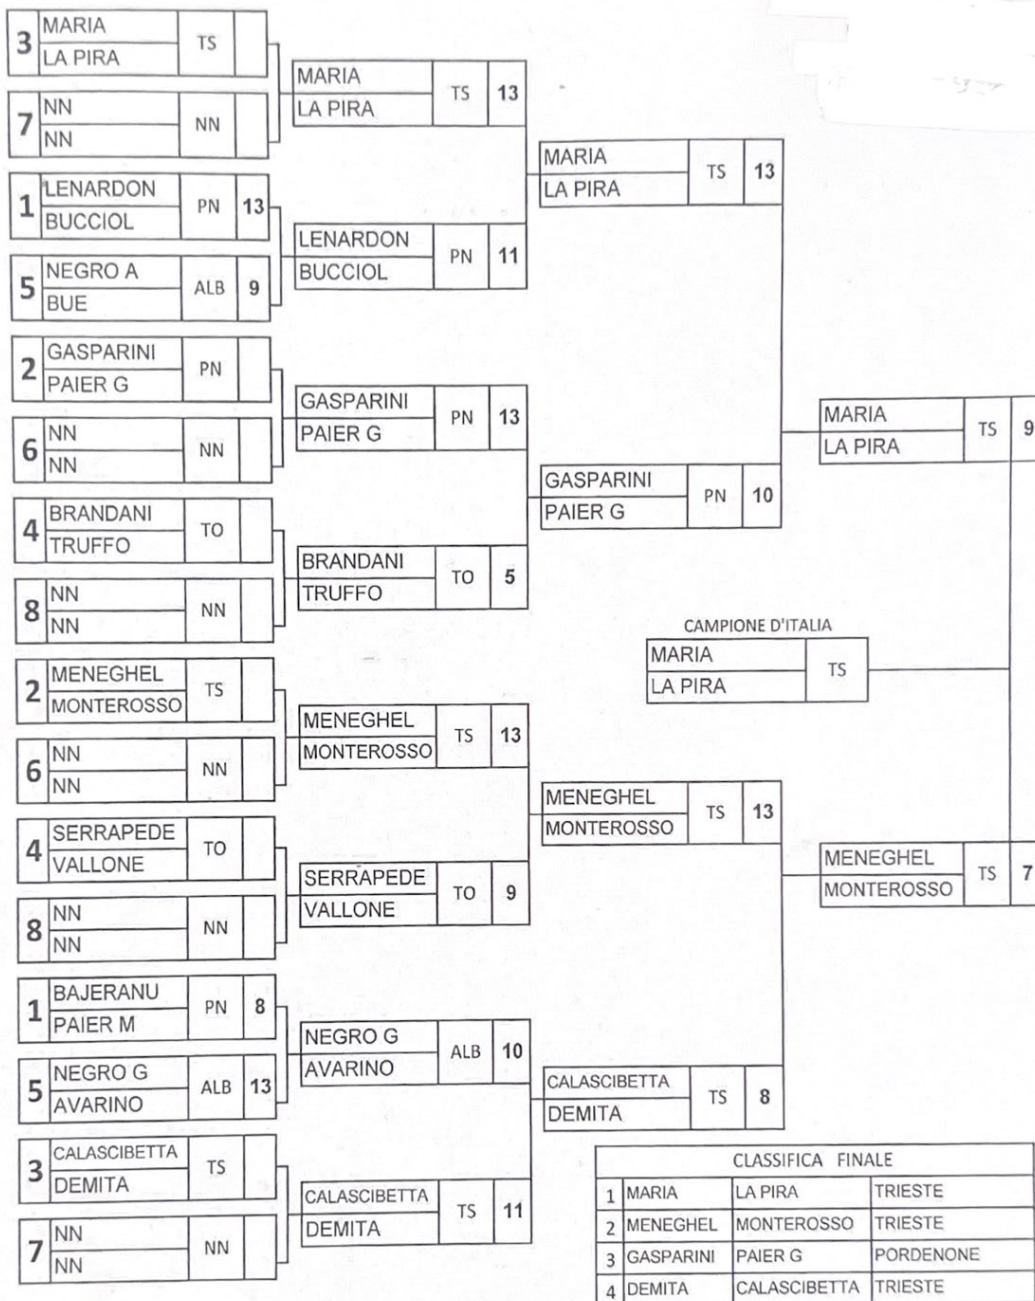 3 MARIA TS
LA PIRA
7 NN NN
NN
1 LENARDON PN 13
BUCCIOL
5 NEGRO A ALB 9
BUE
2 GASPARINI PN
PAIER G
6 NN NN
NN
4 BRANDANI TO
TRUFFO
8 NN NN
NN
2 MENEGHEL TS
MONTEROSSO
6 NN NN
NN
4 SERRAPEDE TO
VALLONE
8 NN NN
NN
1 BAJERANU PN 8
PAIER M
5 NEGRO G ALB 13
AVARINO
3 CALASCIBETTA TS
DEMITA
7 NN NN
NN
MARIA TS 13
LA PIRA
LENARDON PN 11
BUCCIOL
GASPARINI PN 13
PAIER G
BRANDANI TO 5
TRUFFO
MENEGHEL TS 13
MONTEROSSO
SERRAPEDE TO 9
VALLONE
NEGRO G ALB 10
AVARINO
CALASCIBETTA TS 11
DEMITA
MARIA TS 13
LA PIRA
GASPARINI PN 10
PAIER G
MENEGHEL TS 13
MONTEROSSO
CALASCIBETTA TS 8
DEMITA
MARIA TS 9
LA PIRA
MENEGHEL TS 7
MONTEROSSO
CAMPIONE D'ITALIA
MARIA TS
LA PIRA
CLASSIFICA FINALE
1 MARIA LA PIRA TRIESTE
2 MENEGHEL MONTEROSSO TRIESTE
3 GASPARINI PAIER G PORDENONE
4 DEMITA CALASCIBETTA TRIESTE